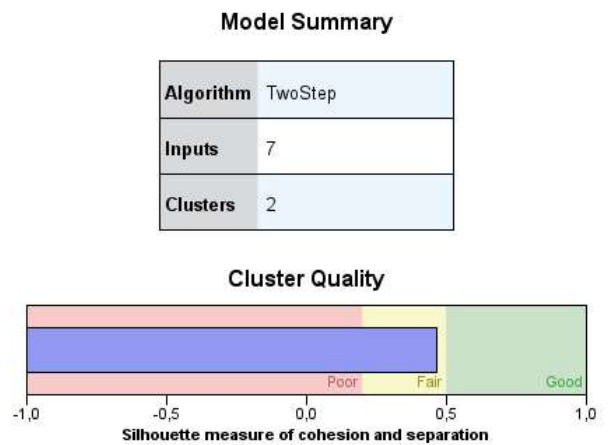 Model Summary
Algorithm TwoStep
Inputs 7
Clusters 2
Cluster Quality
Poor Fair Good
-1,0 -0,5 0,0 0,5 1,0
Silhouette measure of cohesion and separation